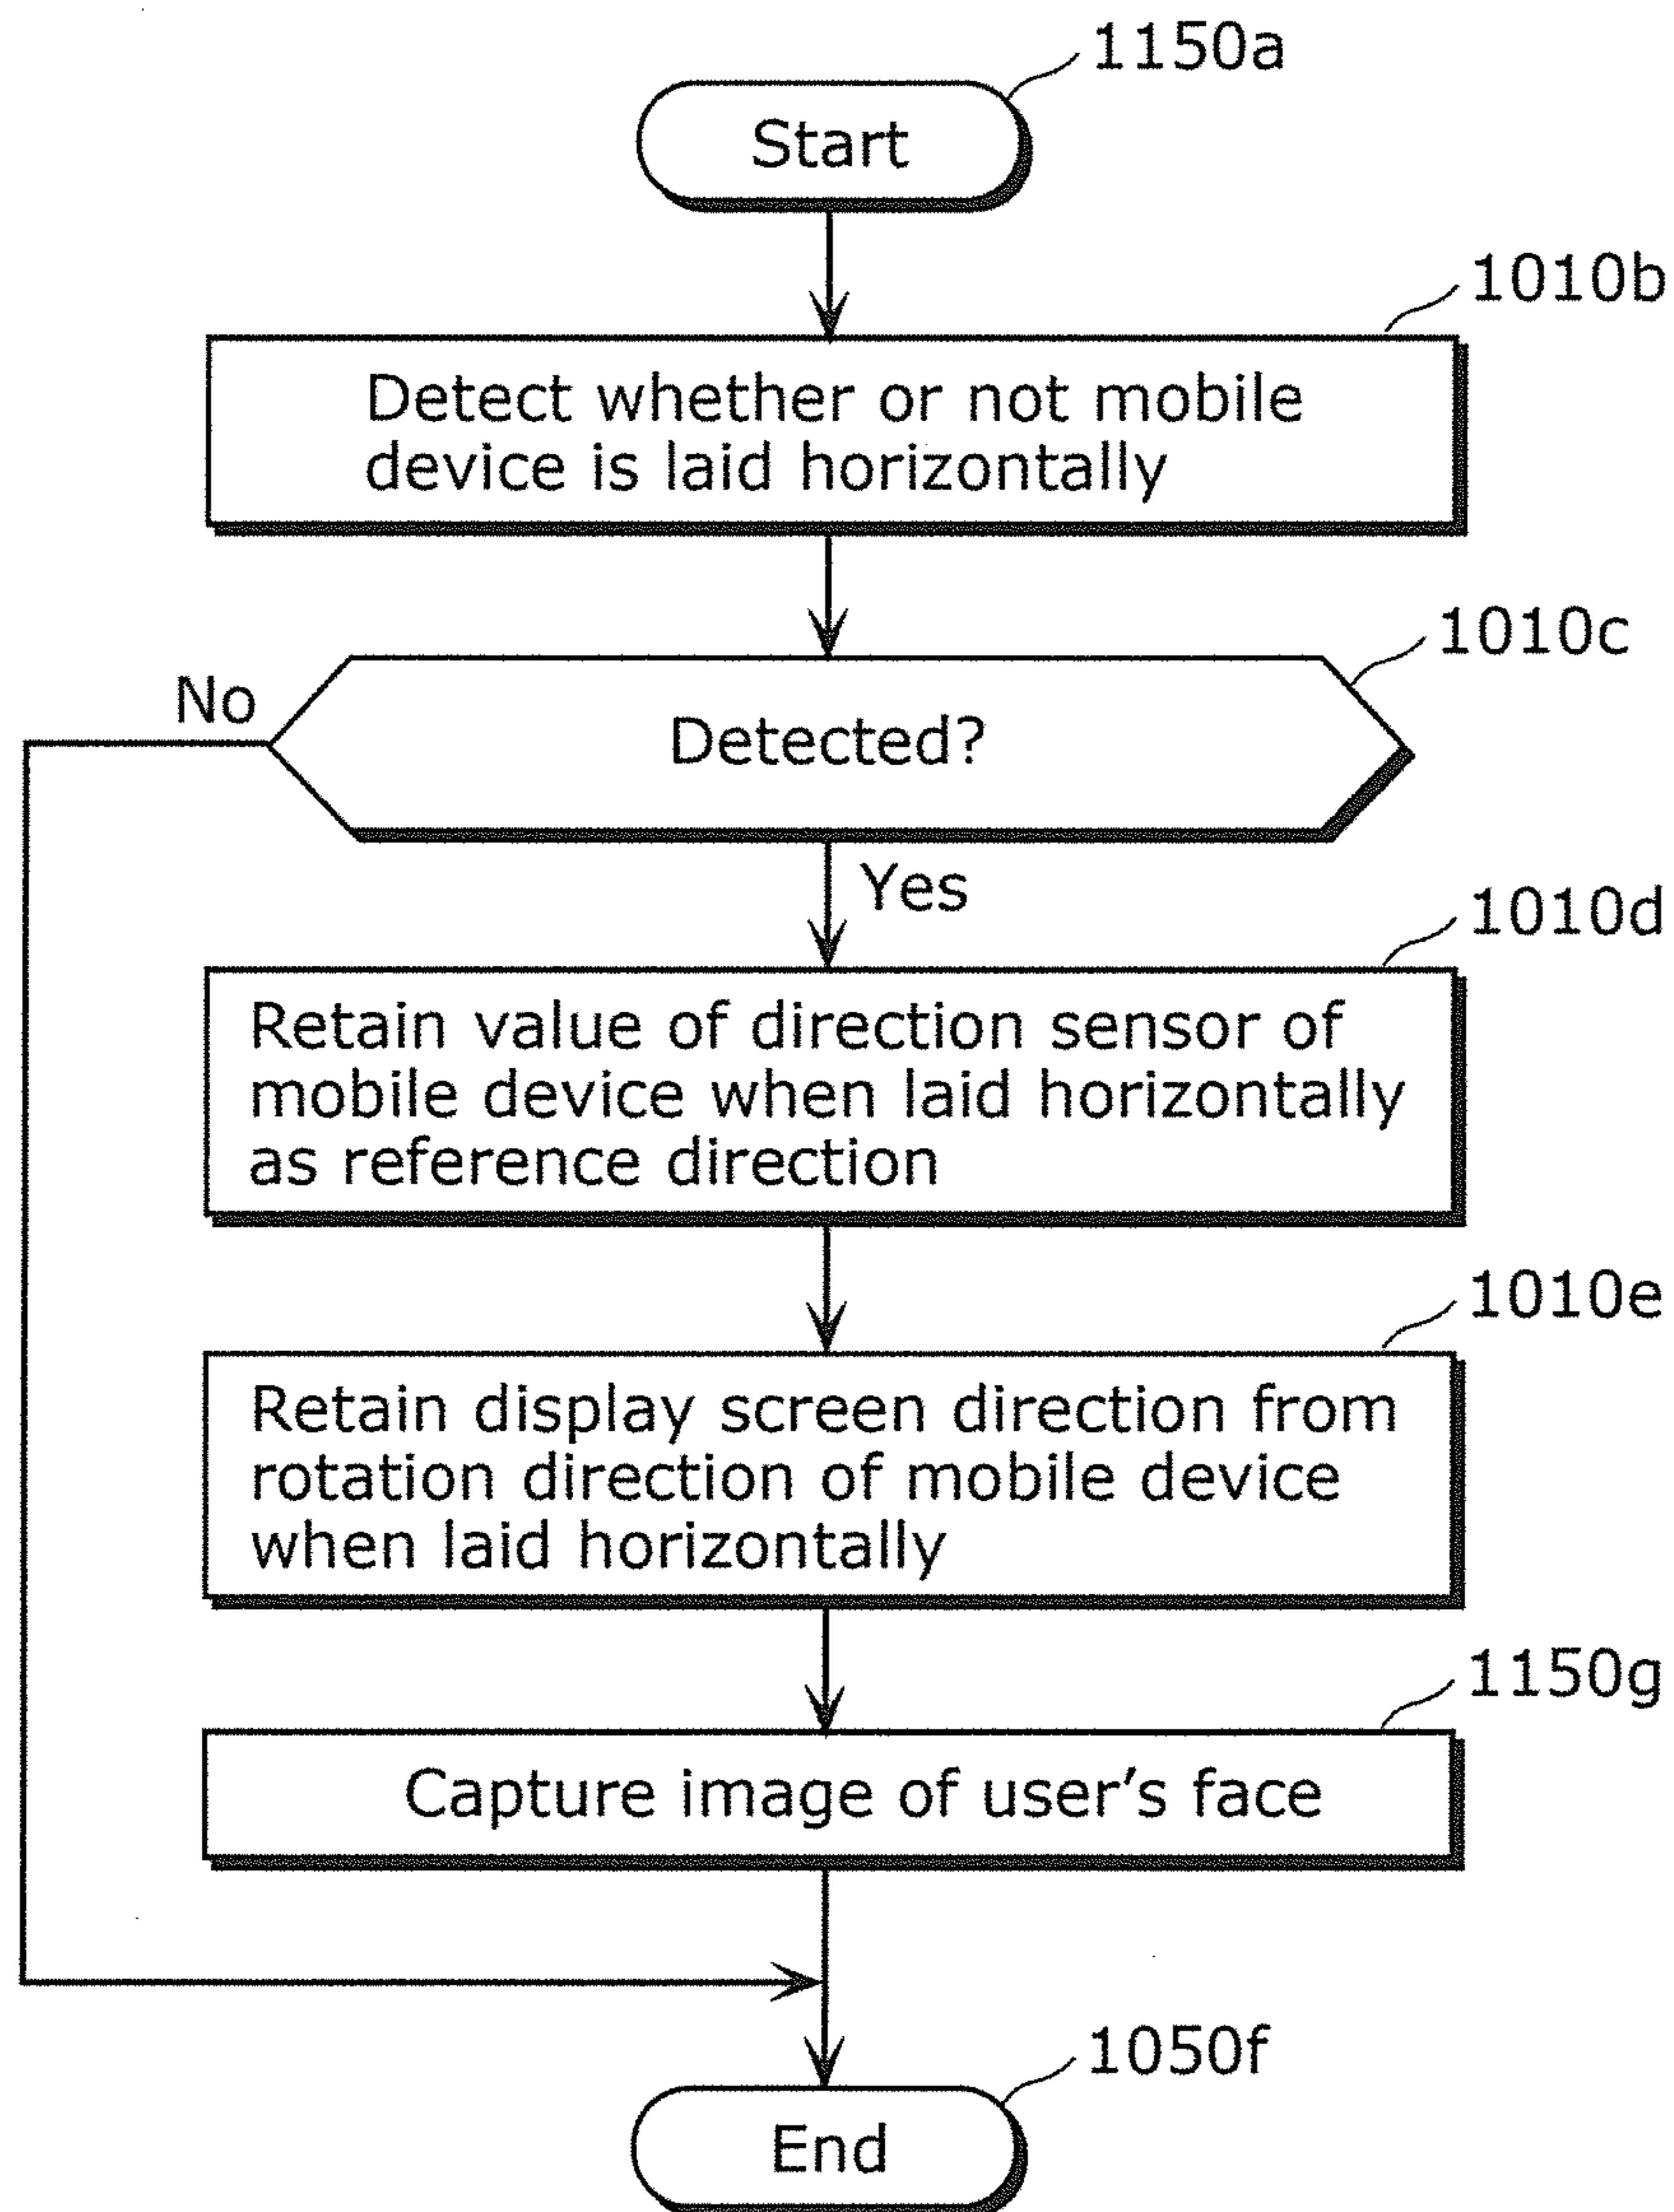 1150a
Start
1010b
Detect whether or not mobile
device is laid horizontally
1010c
No
Detected?
Yes
1010d
Retain value of direction sensor of
mobile device when laid horizontally
as reference direction
1010e
Retain display screen direction from
rotation direction of mobile device
when laid horizontally
1150g
Capture image of user’s face
1050f
End